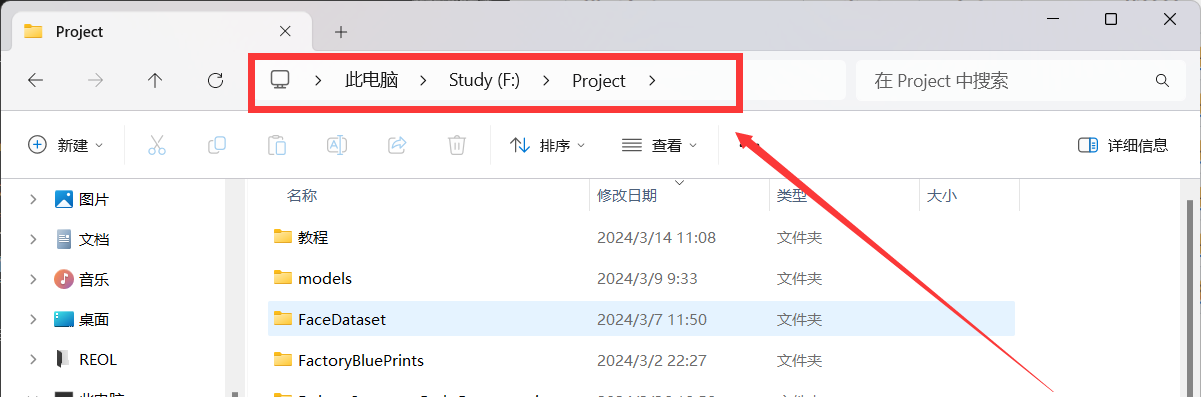 Project
此电脑 Study (F:) Project
在 Project 中搜索
新建 排序 查看 详细信息
名称 修改日期 类型 大小
图片
文档
音乐
桌面
REOL
此电脑
教程 2024/3/14 11:08 文件夹
models 2024/3/9 9:33 文件夹
FaceDataset 2024/3/7 11:50 文件夹
FactoryBluePrints 2024/3/2 22:27 文件夹